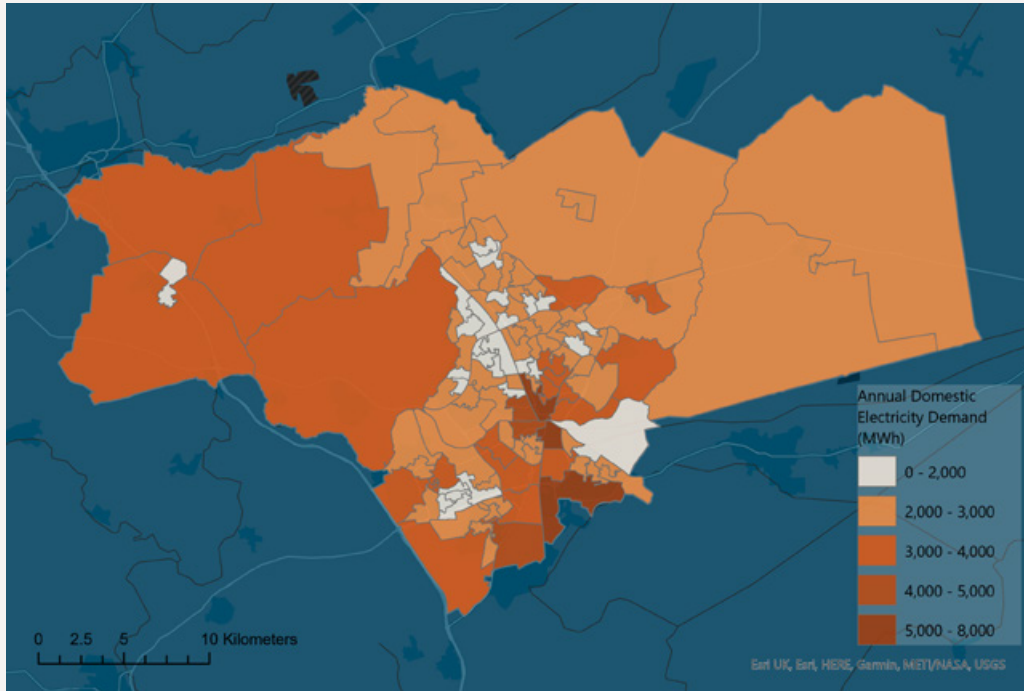 Annual Domestic
Electricity Demand
(MWh)
0 - 2,000
2,000 - 3,000
3,000 - 4,000
4,000 - 5,000
5,000 - 8,000
0 2.5 5 10 Kilometers
Esri UK, Esri, HERE, Garmin, METI/NASA, USGS